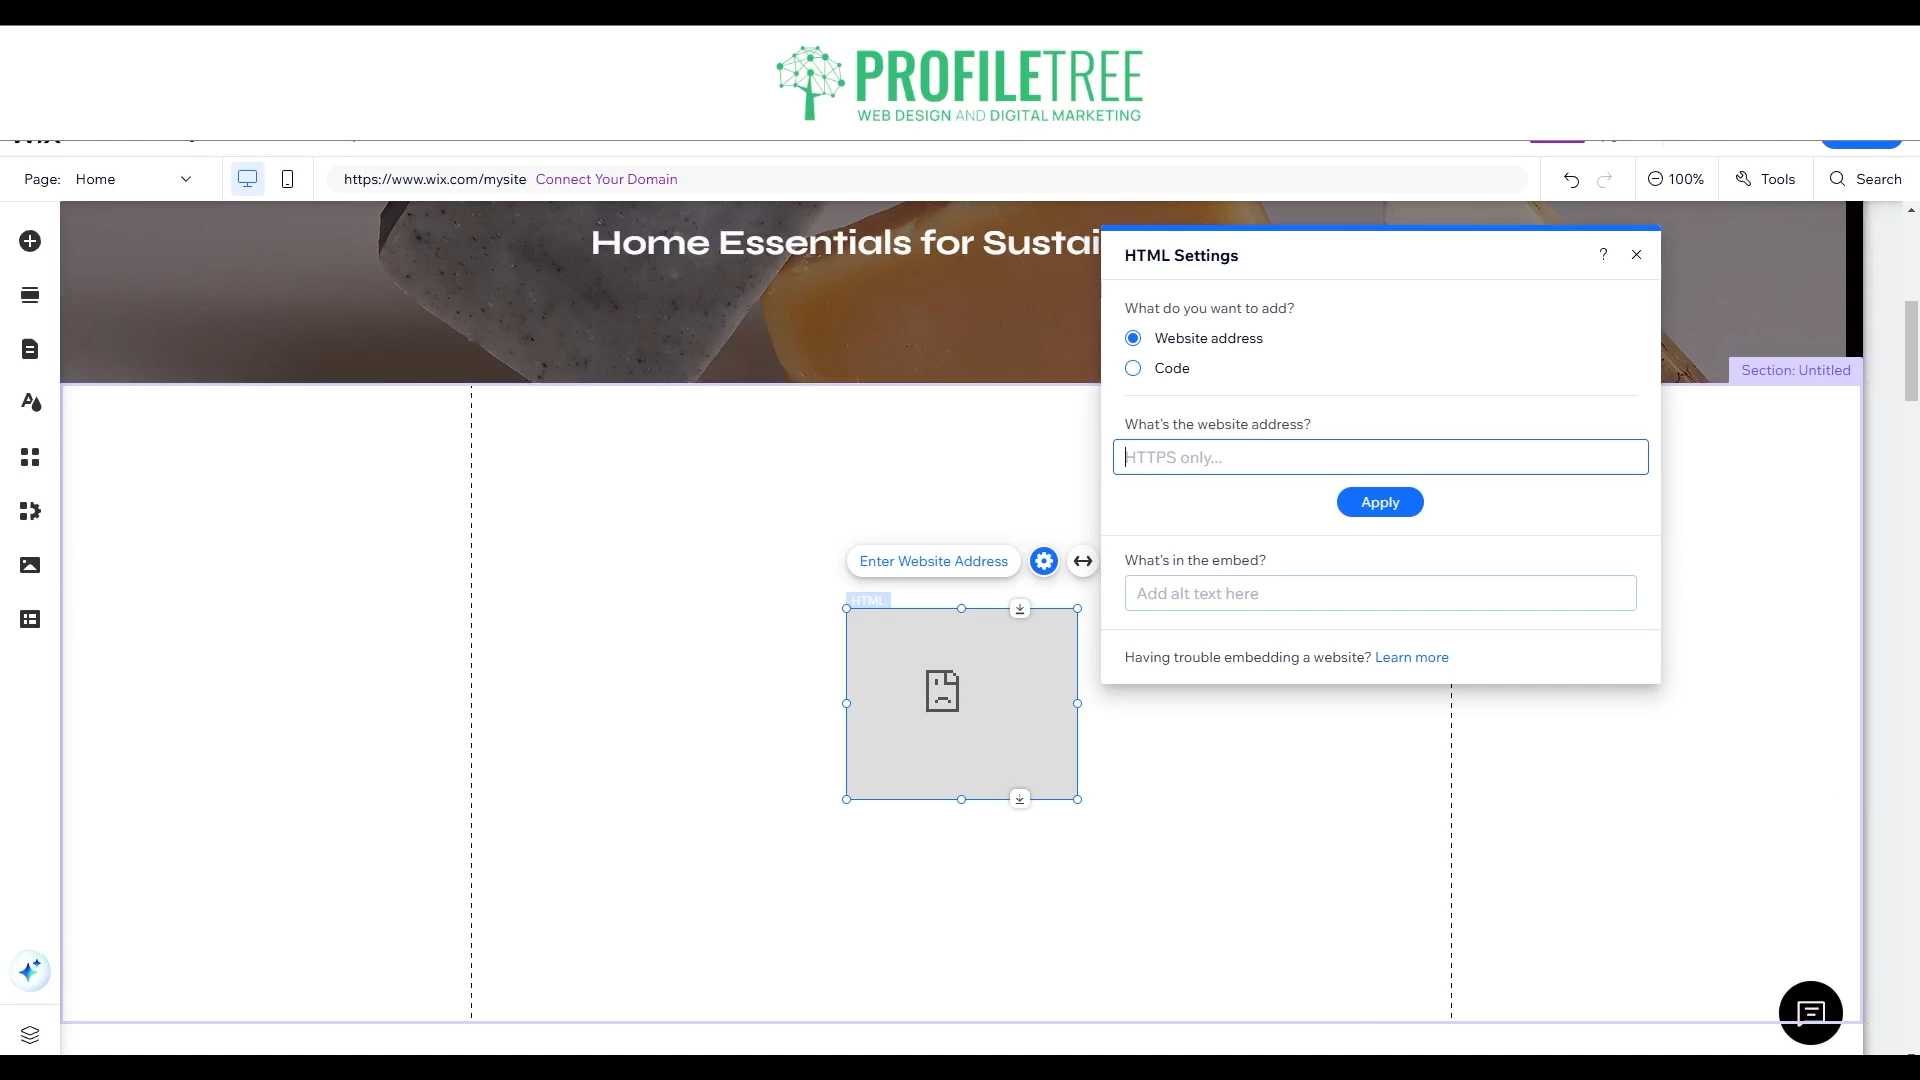 PROFILETREE
WEB DESIGN AND DIGITAL MARKETING
Page: Home https://www.wix.com/mysite Connect Your Domain 100% Tools Search
Home Essentials for Sustai
HTML Settings ?
What do you want to add?
Website address
Code
Section: Untitled
What's the website address?
HTTPS only...
Apply
Enter Website Address
What's in the embed?
HTML
Add alt text here
Having trouble embedding a website? Learn more